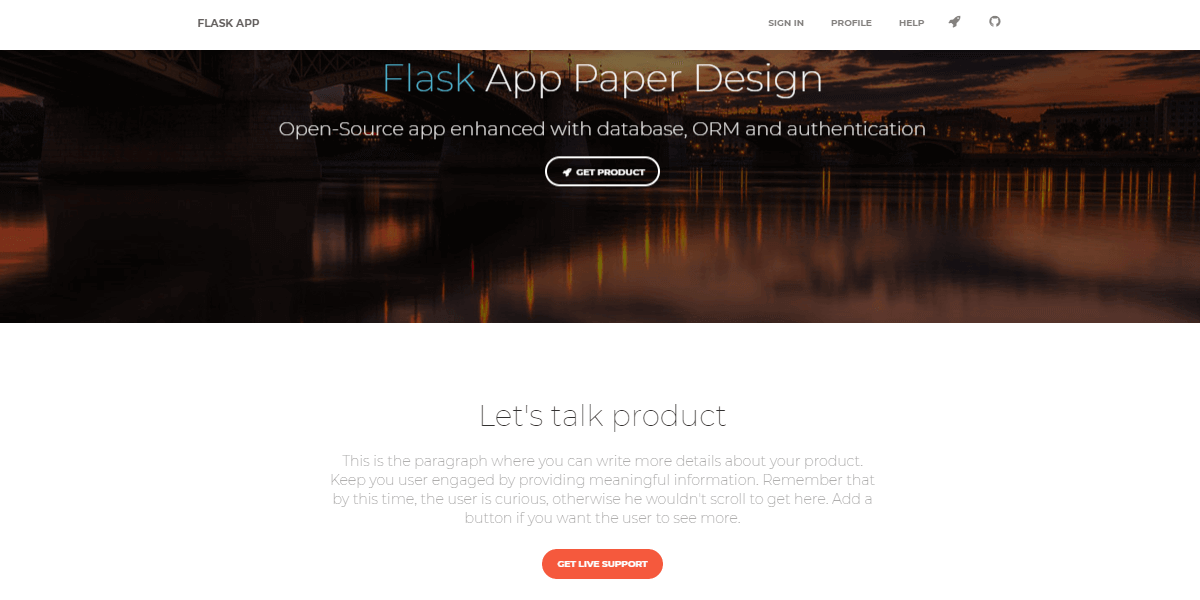 FLASK APP
SIGN IN PROFILE HELP
Flask App Paper Design
Open-Source app enhanced with database, ORM and authentication
GET PRODUCT
Let's talk product
This is the paragraph where you can write more details about your product.
Keep you user engaged by providing meaningful information. Remember that
by this time, the user is curious, otherwise he wouldn't scroll to get here. Add a
button if you want the user to see more.
GET LIVE SUPPORT